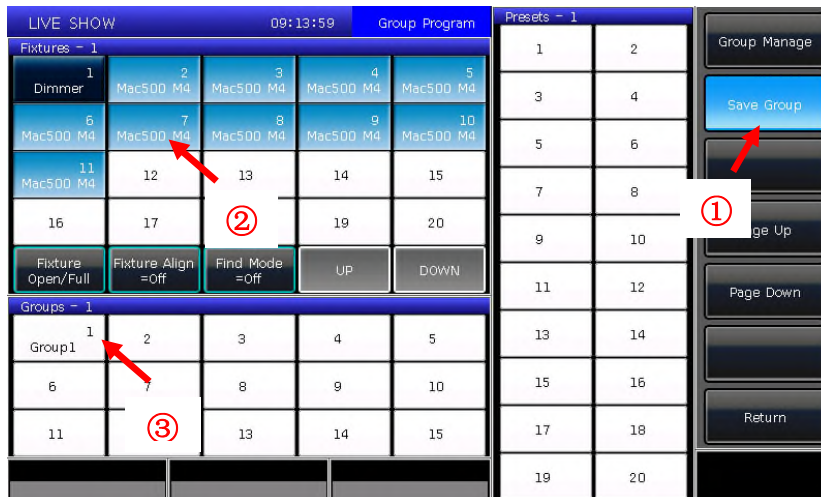 LIVE SHOW 09:13:59 Group Program
Fixtures - 1
1
Dimmer
2
Mac500 M4
3
Mac500 M4
4
Mac500 M4
5
Mac500 M4
6
Mac500 M4
7
Mac500 M4
8
Mac500 M4
9
Mac500 M4
10
Mac500 M4
11
Mac500 M4
12
13
14
15
16
17
②
19
20
Fixture
Open/Full
Fixture Align
=Off
Find Mode
=Off
UP
DOWN
Groups - 1
1
Group1
2
3
4
5
6
7
8
9
10
11
③
13
14
15
Presets - 1
1
2
3
4
5
6
7
8
9
10
11
12
13
14
15
16
17
18
19
20
Group Manage
Save Group
①
ge Up
Page Down
Return